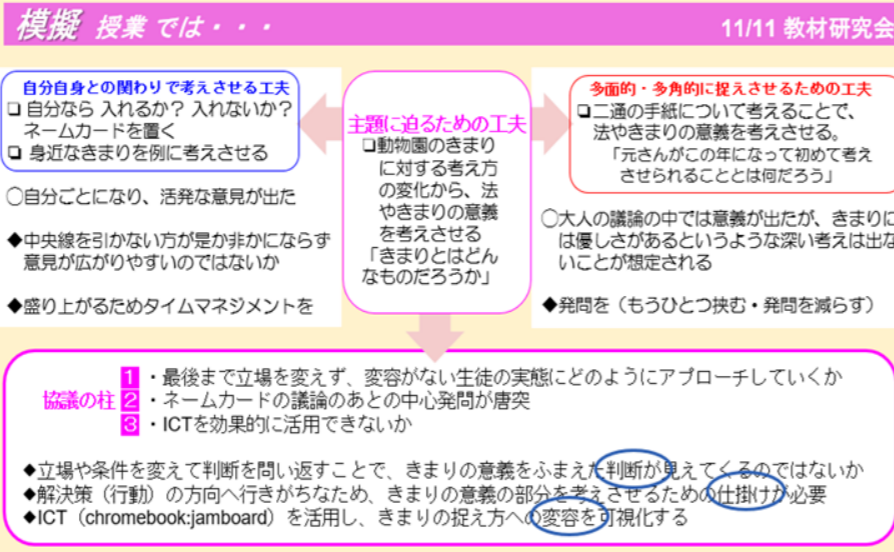 模擬 授業 では・・・
11/11 教材研究会
自分自身との関わりで考えさせる工夫
❑ 自分なら 入れるか？ 入れないか？
ネームカードを置く
❑ 身近なきまりを例に考えさせる
○自分ごとになり、活発な意見が出た
◆中央線を引かない方が是か非かにならず
意見が広がりやすいのではないか
◆盛り上がるためタイムマネジメントを
主題に迫るための工夫
❑動物園のきまり
に対する考え方
の変化から、法
やきまりの意義
を考えさせる
「きまりとはどん
なものだろうか」
多面的・多角的に捉えさせるための工夫
❑二通の手紙について考えることで、
法やきまりの意義を考えさせる。
「元さんがこの年になって初めて考え
させられることとは何だろう」
○大人の議論の中では意義が出たが、きまりに
は優しさがあるというような深い考えは出な
いことが想定される
◆発問を（もうひとつ挟む・発問を減らす）
協議の柱
1 ・最後まで立場を変えず、変容がない生徒の実態にどのようにアプローチしていくか
2 ・ネームカードの議論のあとの中心発問が唐突
3 ・ICTを効果的に活用できないか
◆立場や条件を変えて判断を問い返すことで、きまりの意義をふまえた判断が見えてくるのではないか
◆解決策（行動）の方向へ行きがちなため、きまりの意義の部分を考えさせるための仕掛けが必要
◆ICT（chromebook:jamboard）を活用し、きまりの捉え方への変容を可視化する